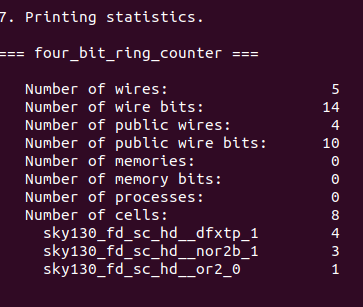 7. Printing statistics.
=== four_bit_ring_counter ===
Number of wires: 5
Number of wire bits: 14
Number of public wires: 4
Number of public wire bits: 10
Number of memories: 0
Number of memory bits: 0
Number of processes: 0
Number of cells: 8
sky130_fd_sc_hd__dfxtp_1 4
sky130_fd_sc_hd__nor2b_1 3
sky130_fd_sc_hd__or2_0 1